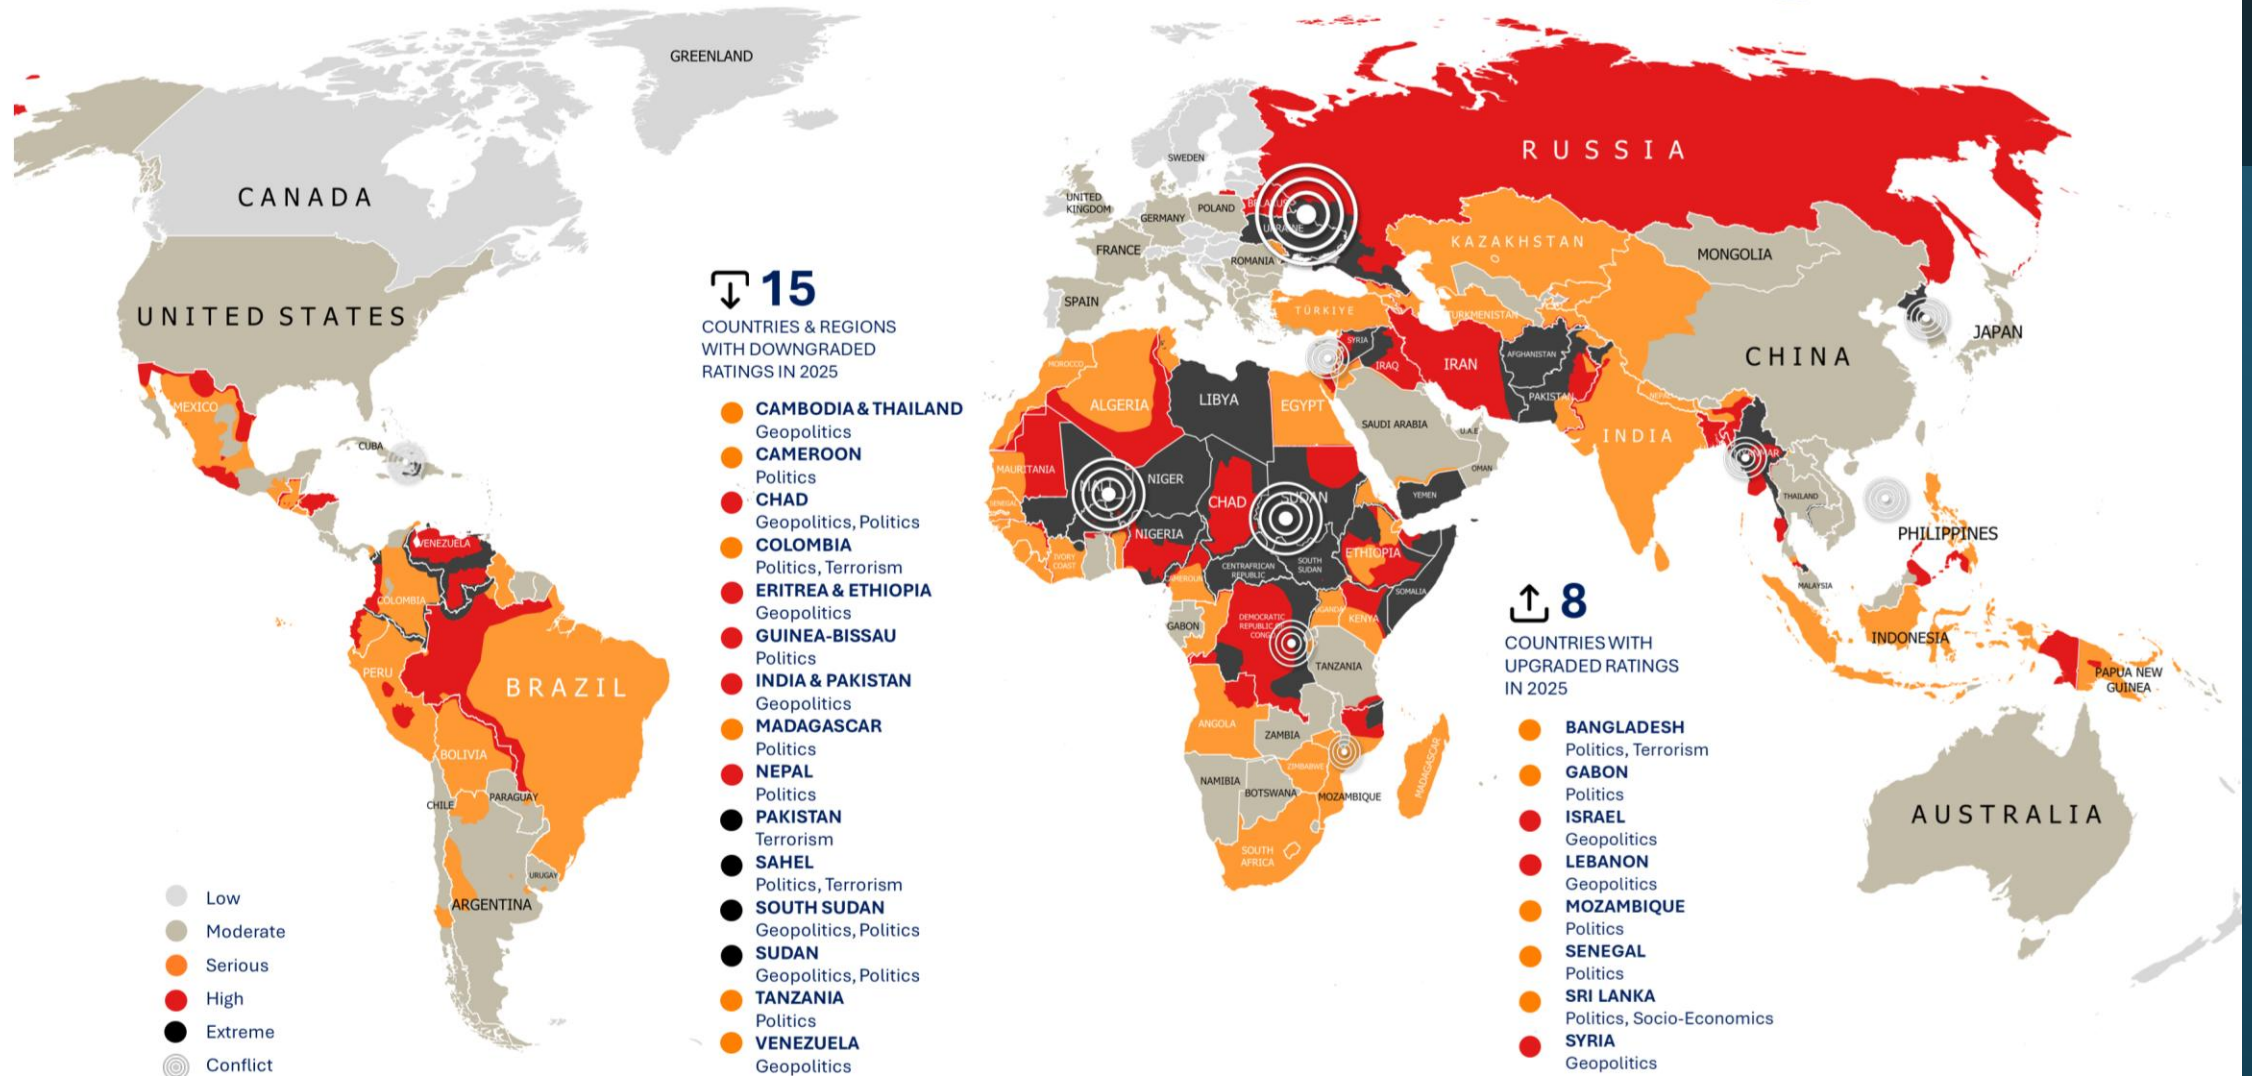 GREENLAND
CANADA
UNITED STATES
MEXICO
CUBA
VENEZUELA
COLOMBIA
PERU
BRAZIL
BOLIVIA
PARAGUAY
CHILE
URUGAY
ARGENTINA
Low
Moderate
Serious
High
Extreme
Conflict
15
COUNTRIES & REGIONS
WITH DOWNGRADED
RATINGS IN 2025
CAMBODIA & THAILAND
Geopolitics
CAMEROON
Politics
CHAD
Geopolitics, Politics
COLOMBIA
Politics, Terrorism
ERITREA & ETHIOPIA
Geopolitics
GUINEA-BISSAU
Politics
INDIA & PAKISTAN
Geopolitics
MADAGASCAR
Politics
NEPAL
Politics
PAKISTAN
Terrorism
SAHEL
Politics, Terrorism
SOUTH SUDAN
Geopolitics, Politics
SUDAN
Geopolitics, Politics
TANZANIA
Politics
VENEZUELA
Geopolitics
SWEDEN
UNITED
KINGDOM
GERMANY
POLAND
BELARUS
UKRAINE
FRANCE
ROMANIA
SPAIN
RUSSIA
KAZAKHSTAN
MONGOLIA
TÜRKIYE
TURKMENISTAN
SYRIA
IRAQ
IRAN
AFGHANISTAN
PAKISTAN
CHINA
JAPAN
MOROCCO
ALGERIA
LIBYA
EGYPT
SAUDI ARABIA
U.A.E
OMAN
YEMEN
NEPAL
INDIA
MYANMAR
THAILAND
PHILIPPINES
MALAYSIA
INDONESIA
PAPUA NEW
GUINEA
AUSTRALIA
MAURITANIA
SENEGAL
MALI
NIGER
CHAD
SUDAN
NIGERIA
IVORY
COAST
CAMEROUN
CENTRAFRICAN
REPUBLIC
SOUTH
SUDAN
ETHIOPIA
SOMALIA
GABON
DEMOCRATIC
REPUBLIC OF
CONGO
UGANDA
KENYA
TANZANIA
ANGOLA
ZAMBIA
ZIMBABWE
NAMIBIA
BOTSWANA
MOZAMBIQUE
MADAGASCAR
SOUTH
AFRICA
8
COUNTRIES WITH
UPGRADED RATINGS
IN 2025
BANGLADESH
Politics, Terrorism
GABON
Politics
ISRAEL
Geopolitics
LEBANON
Geopolitics
MOZAMBIQUE
Politics
SENEGAL
Politics
SRI LANKA
Politics, Socio-Economics
SYRIA
Geopolitics